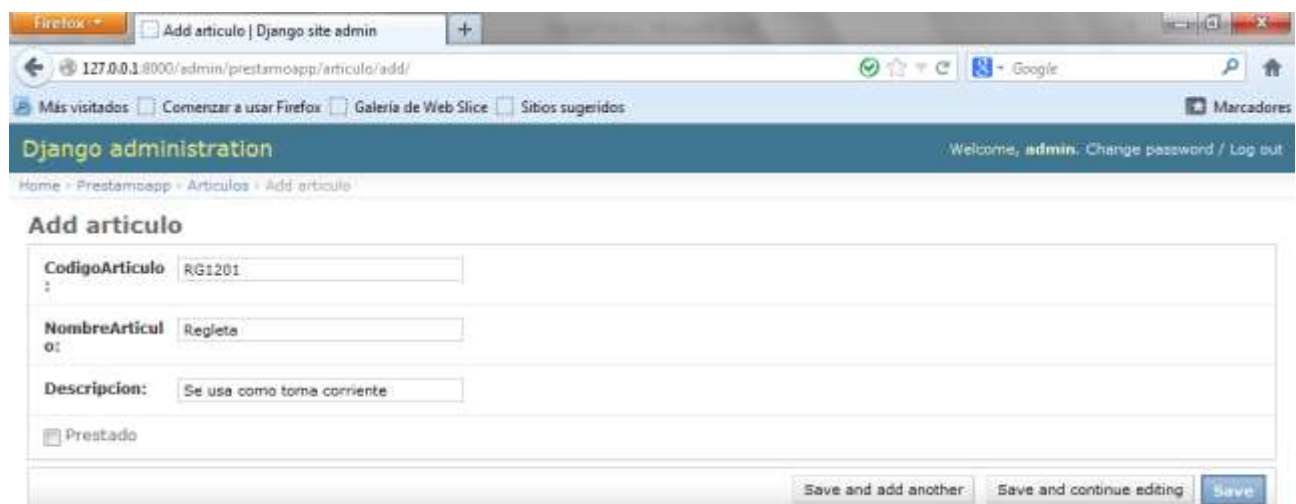 Firefox
Add articulo | Django site admin
+
127.0.0.1:8000/admin/prestamoapp/articulo/add/
Google
Más visitados
Comenzar a usar Firefox
Galería de Web Slice
Sitios sugeridos
Marcadores
Django administration
Welcome, admin. Change password / Log out
Home › Prestamoapp › Articulos › Add articulo
Add articulo
CodigoArticulo
:
RG1201
NombreArticul
o:
Regleta
Descripcion:
Se usa como toma corriente
Prestado
Save and add another
Save and continue editing
Save